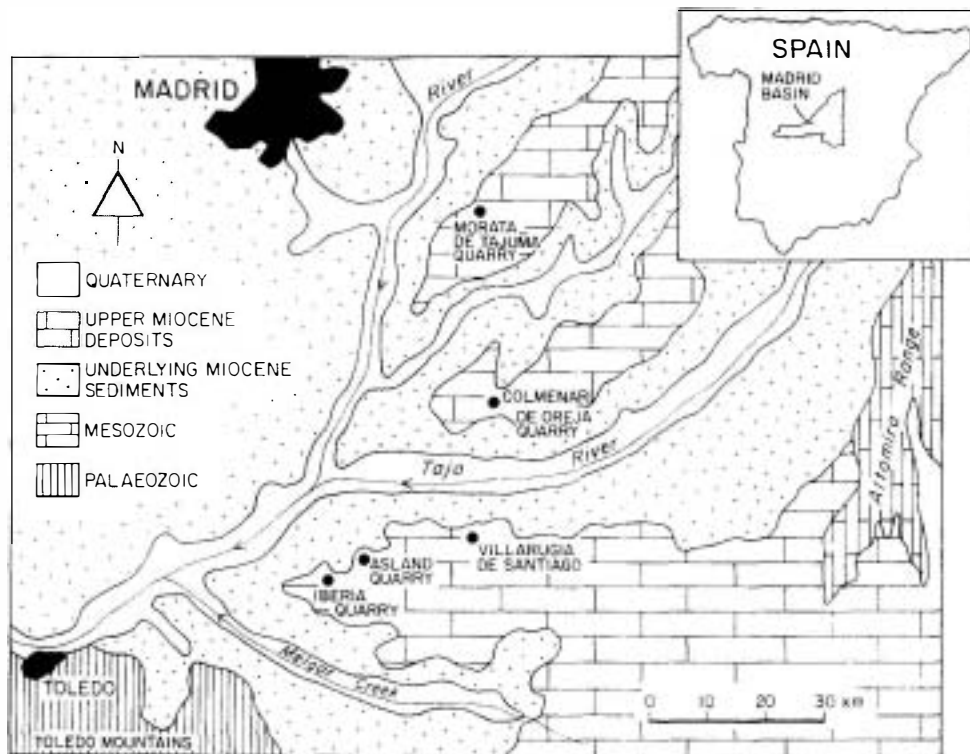 SPAIN
MADRID
BASIN
MADRID
River
N
MORATA
DE TAJUMA
QUARRY
QUATERNARY
UPPER MIOCENE
DEPOSITS
UNDERLYING MIOCENE
SEDIMENTS
MESOZOIC
PALAEOZOIC
Altomira Range
COLMENAR
DE OREJA
QUARRY
Tajo River
VILLARUGIA
DE SANTIAGO
ASLAND
QUARRY
IBERIA
QUARRY
Melgar Creek
TOLEDO
TOLEDO MOUNTAINS
0 10 20 30 km